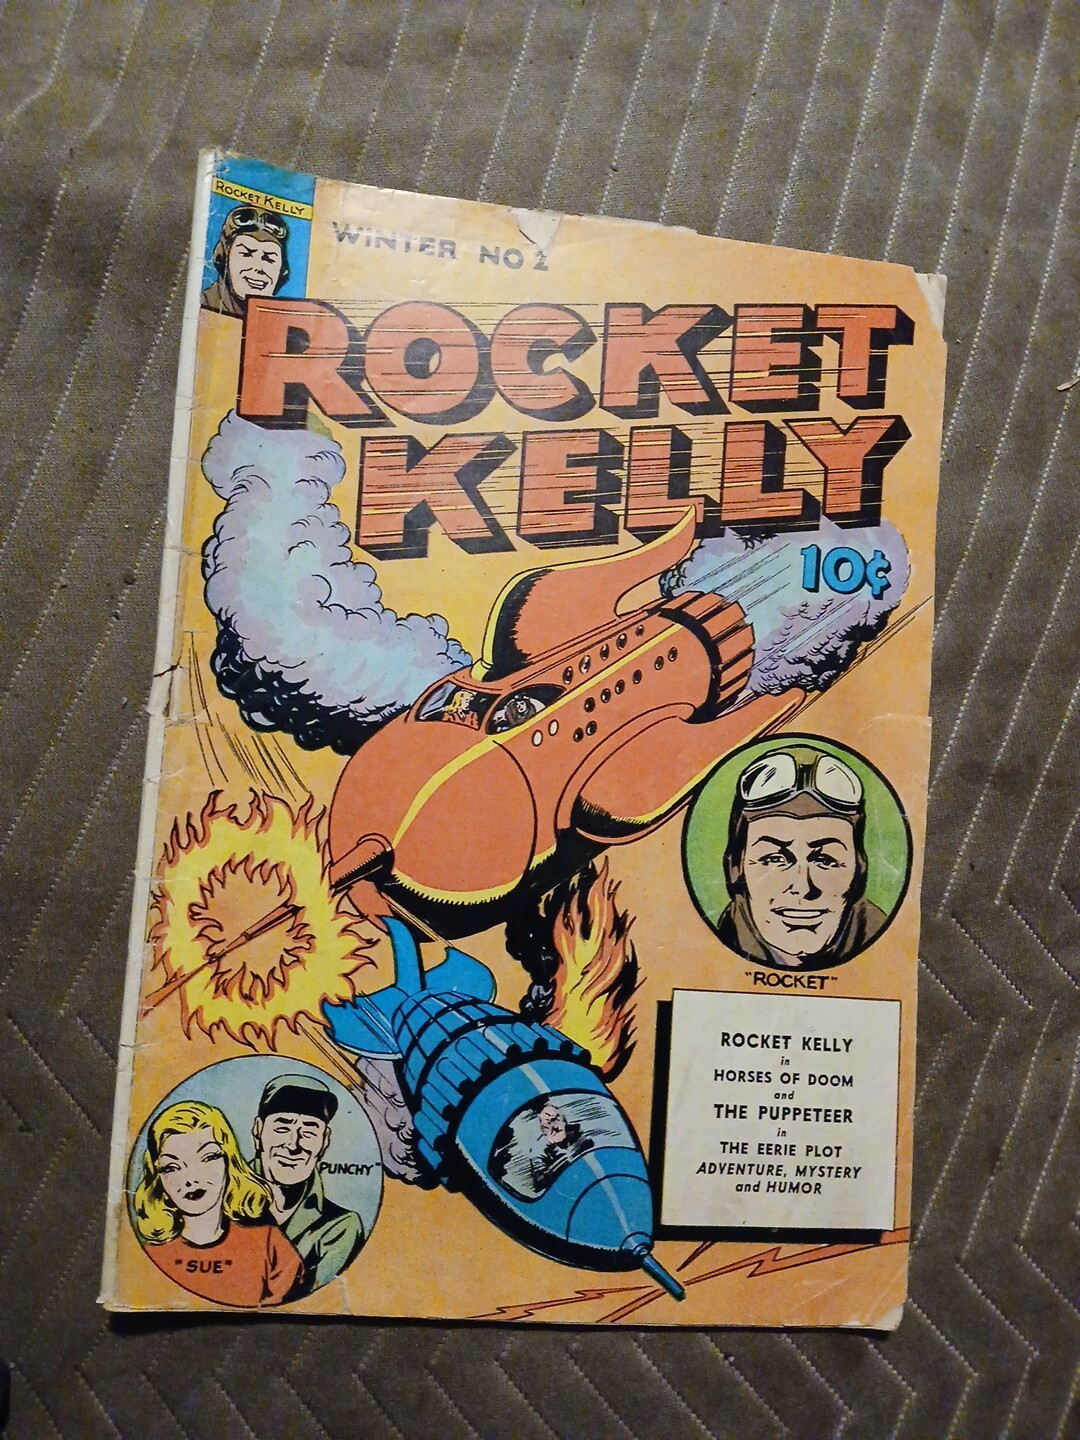 ROCKET KELLY
WINTER NO 2
ROCKET
KELLY
10¢
"ROCKET"
ROCKET KELLY
in
HORSES OF DOOM
and
THE PUPPETEER
in
THE EERIE PLOT
ADVENTURE, MYSTERY
and HUMOR
PUNCHY"
"SUE"